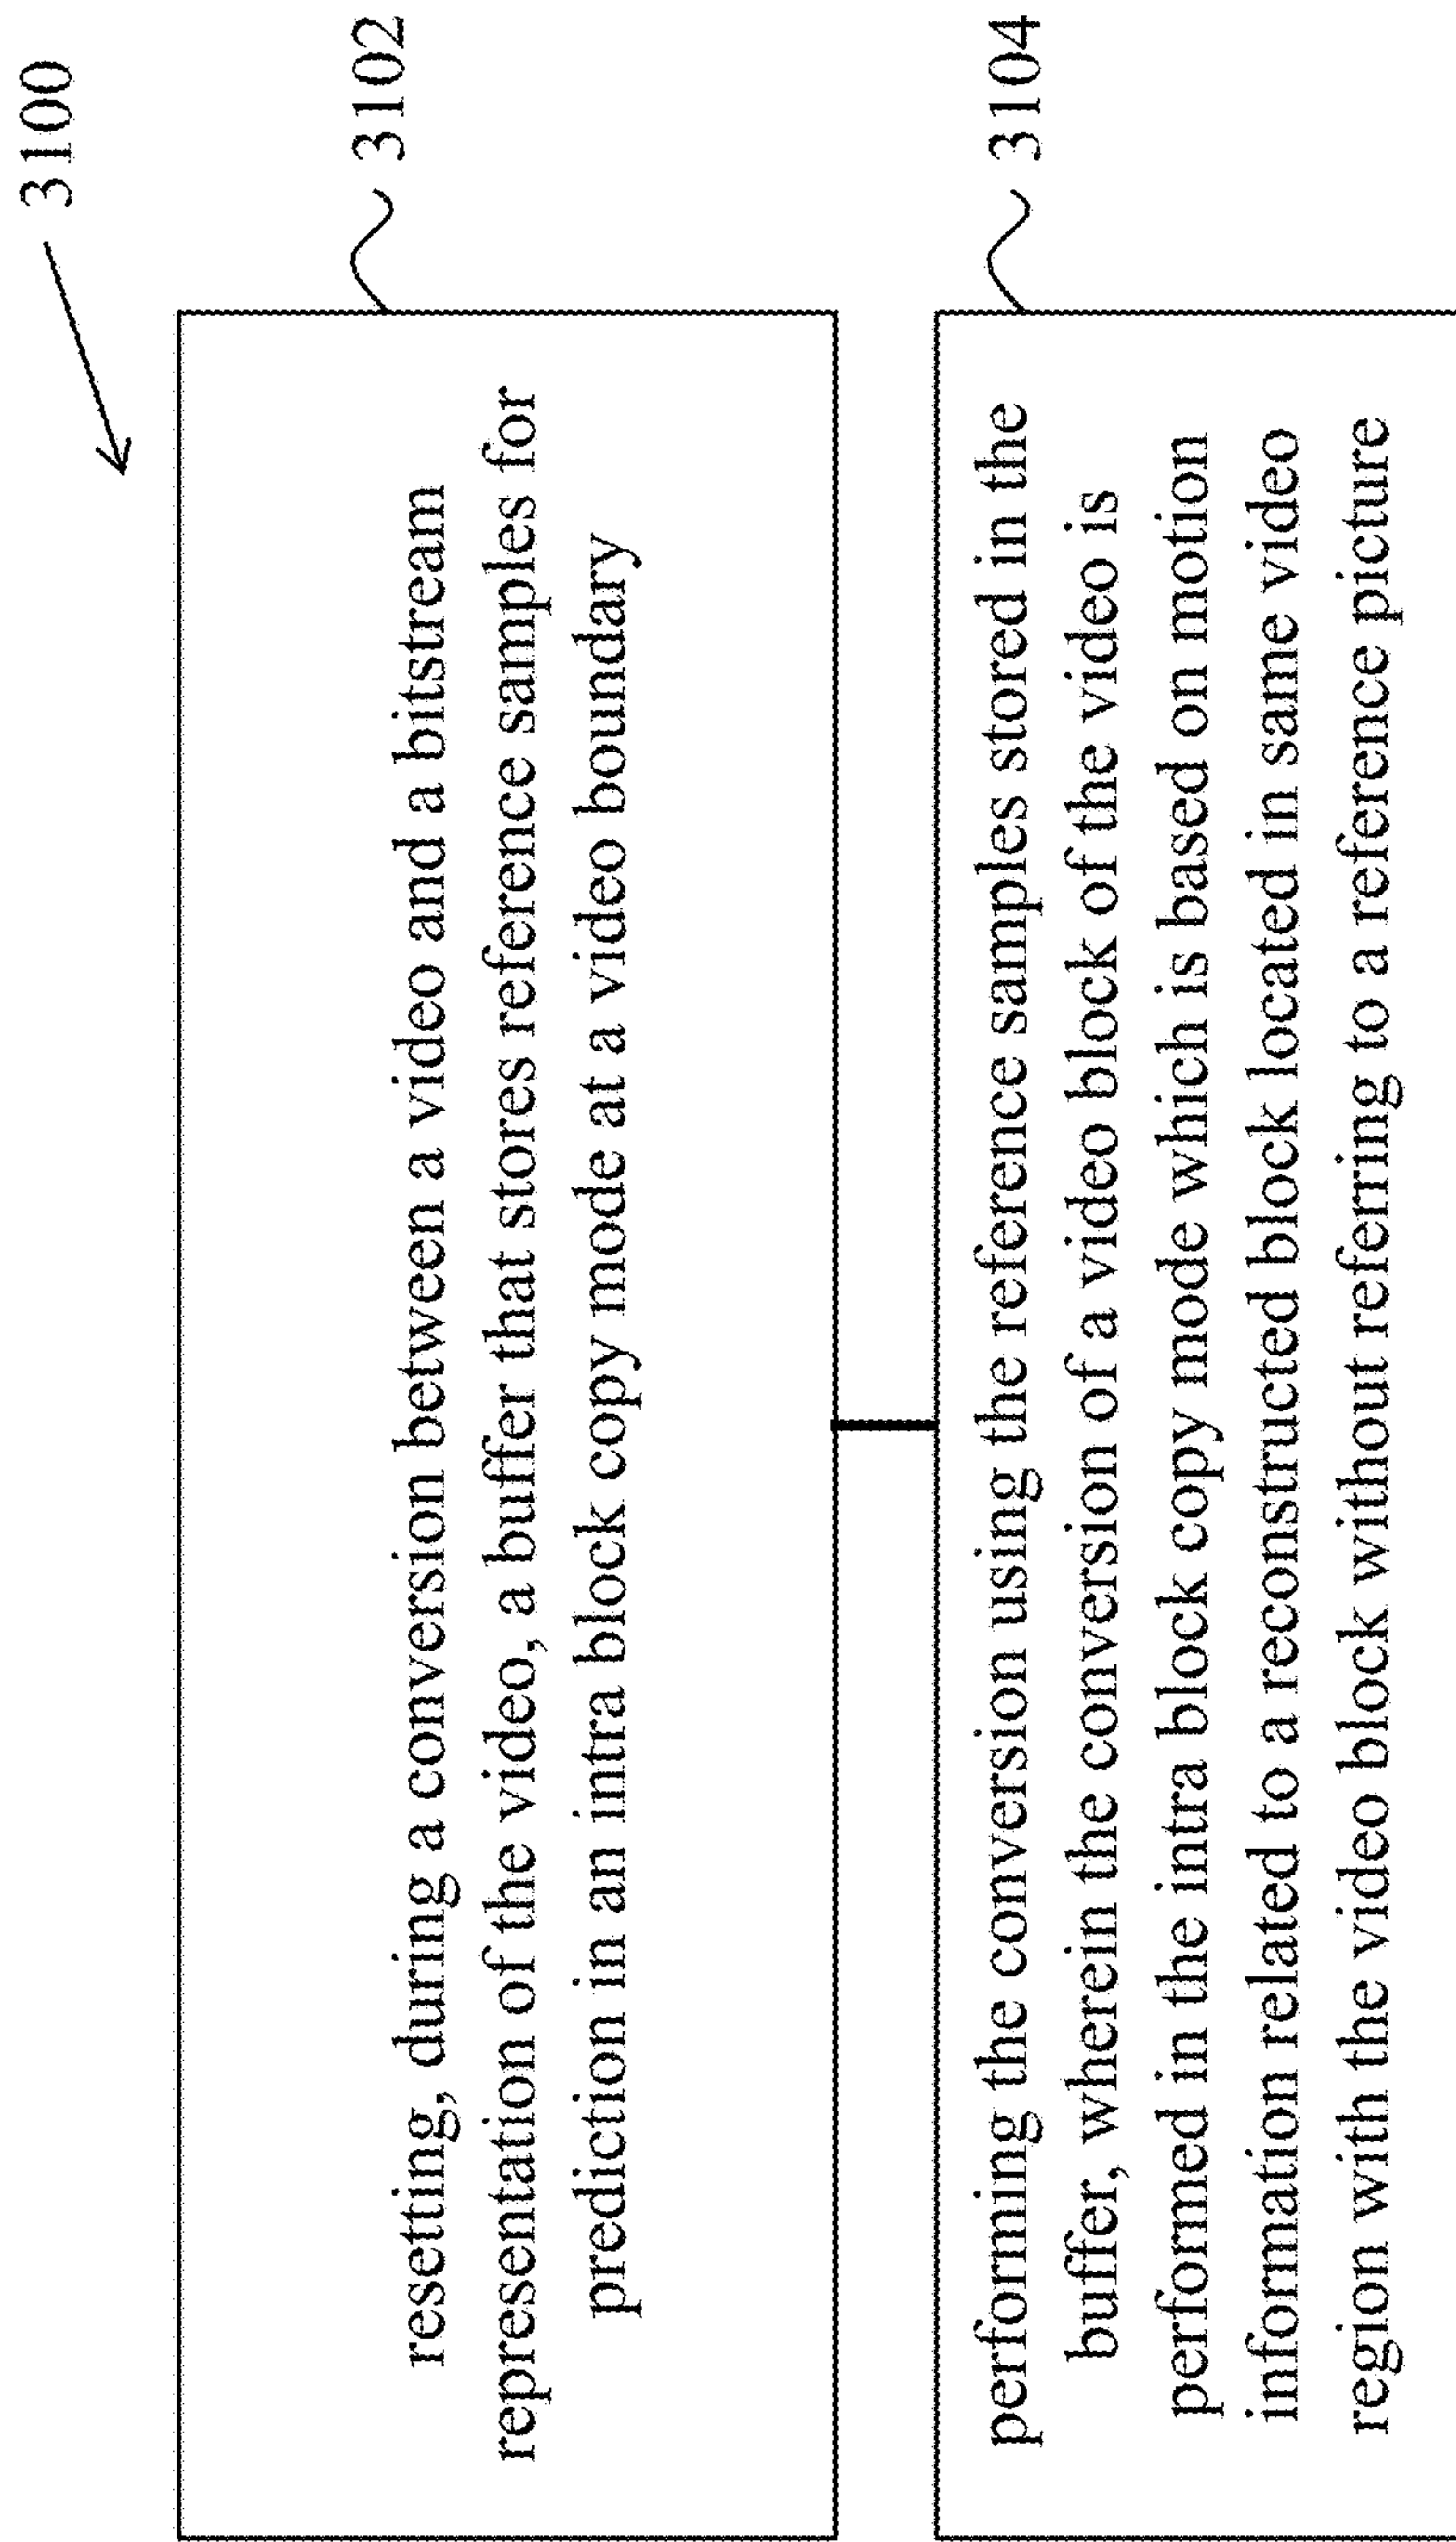 3100
3102
resetting, during a conversion between a video and a bitstream
representation of the video, a buffer that stores reference samples for
prediction in an intra block copy mode at a video boundary
3104
performing the conversion using the reference samples stored in the
buffer, wherein the conversion of a video block of the video is
performed in the intra block copy mode which is based on motion
information related to a reconstructed block located in same video
region with the video block without referring to a reference picture